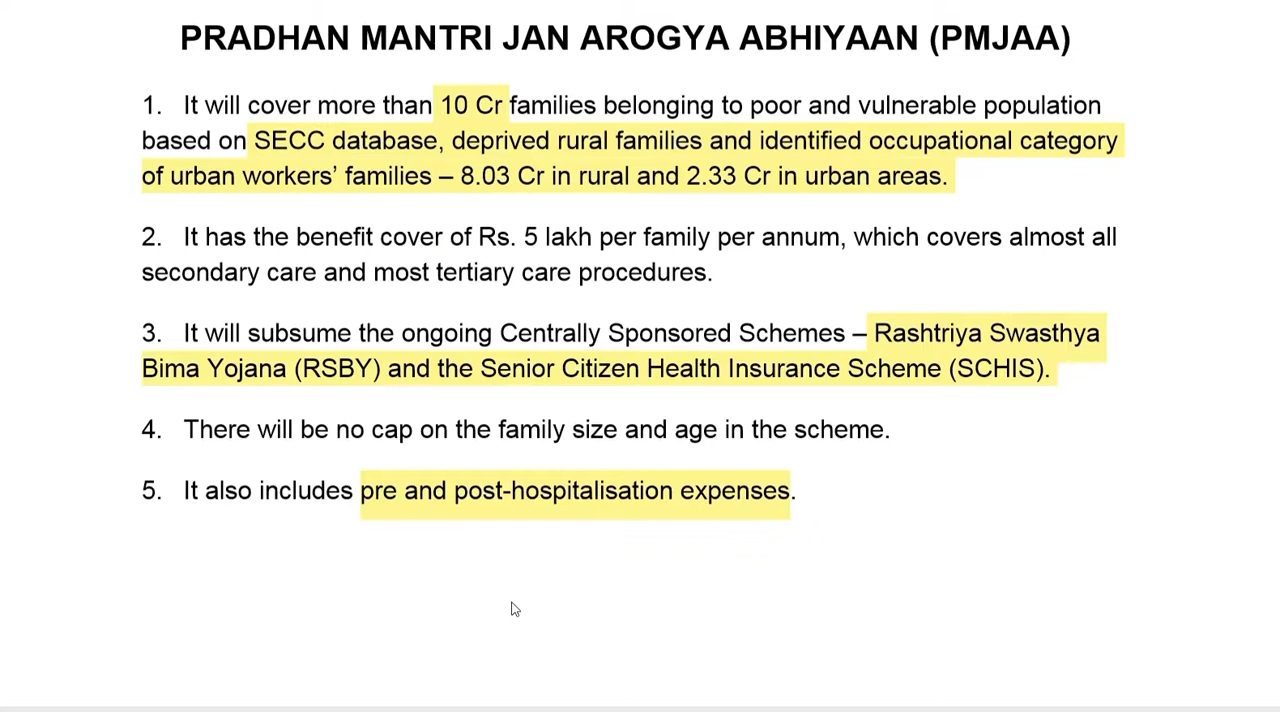 PRADHAN MANTRI JAN AROGYA ABHIYAAN (PMJAA)
1. It will cover more than 10 Cr families belonging to poor and vulnerable population
based on SECC database, deprived rural families and identified occupational category
of urban workers’ families – 8.03 Cr in rural and 2.33 Cr in urban areas.
2. It has the benefit cover of Rs. 5 lakh per family per annum, which covers almost all
secondary care and most tertiary care procedures.
3. It will subsume the ongoing Centrally Sponsored Schemes – Rashtriya Swasthya
Bima Yojana (RSBY) and the Senior Citizen Health Insurance Scheme (SCHIS).
4. There will be no cap on the family size and age in the scheme.
5. It also includes pre and post-hospitalisation expenses.